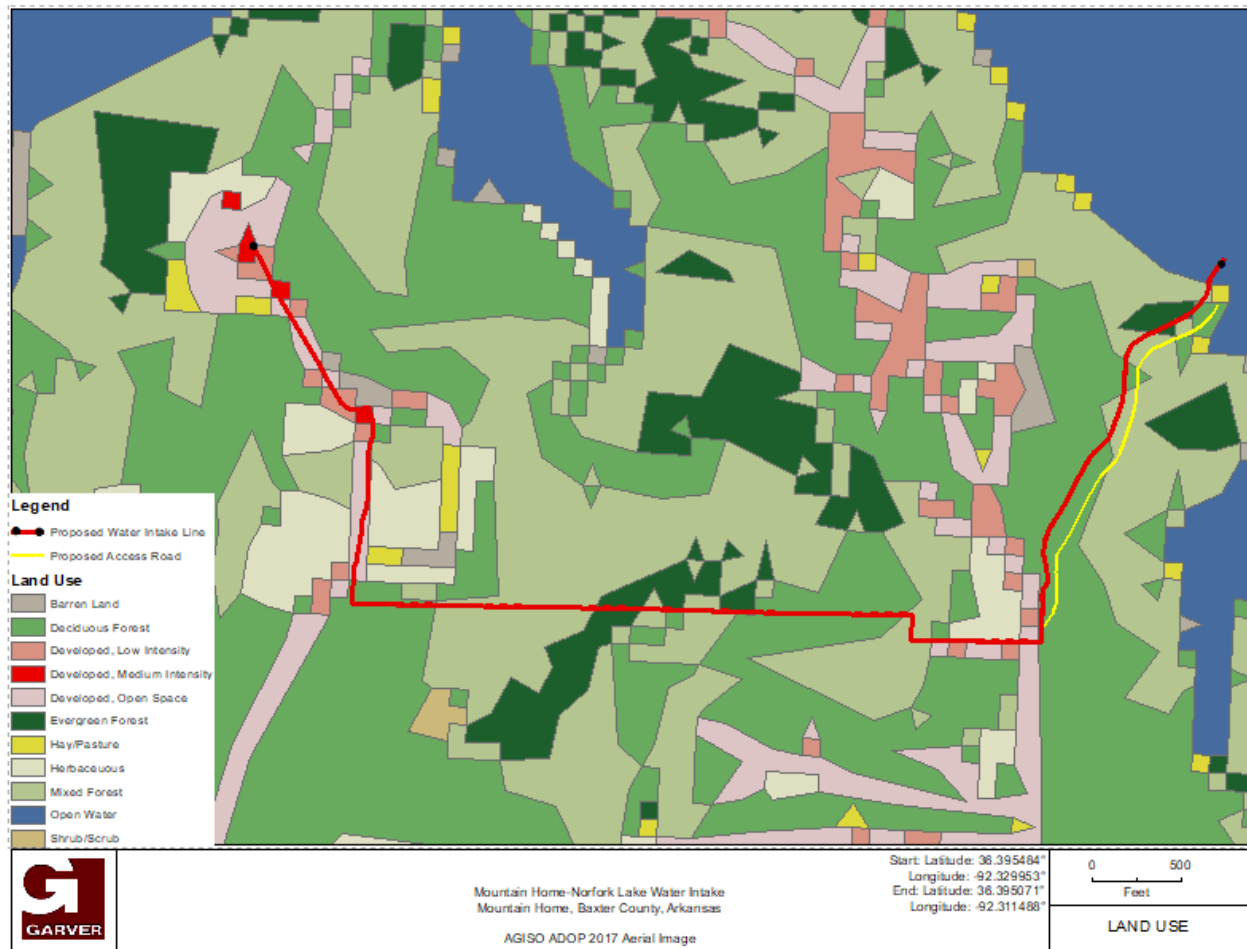 Legend
Proposed Water Intake Line
Proposed Access Road
Land Use
Barren Land
Deciduous Forest
Developed, Low Intensity
Developed, Medium Intensity
Developed, Open Space
Evergreen Forest
Hay/Pasture
Herbaceuous
Mixed Forest
Open Water
Shrub/Scrub
G
GARVER
Mountain Home-Norfork Lake Water Intake
Mountain Home, Baxter County, Arkansas
AGISO ADOP 2017 Aerial Image
Start: Latitude: 36.395484°
Longitude: -92.329953°
End: Latitude: 36.395071°
Longitude: -92.311488°
0 500
Feet
LAND USE